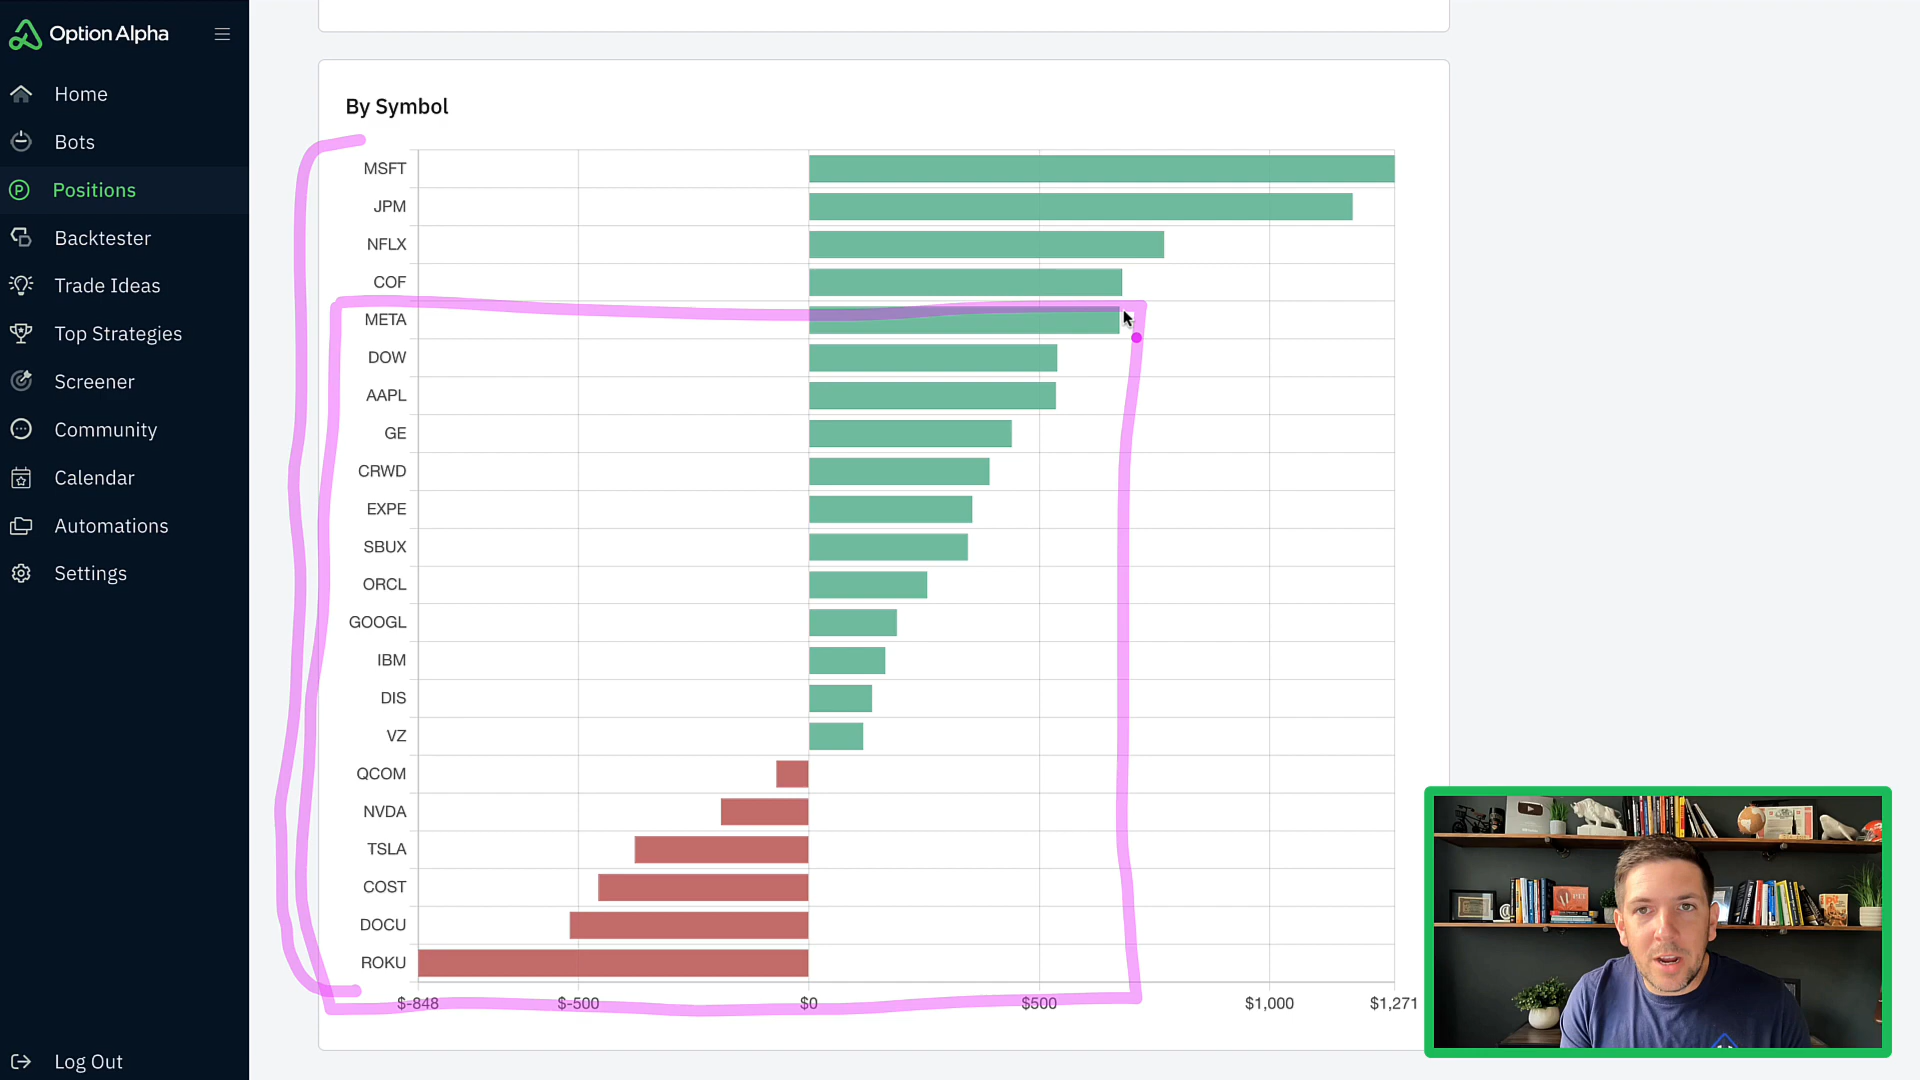 Option Alpha
Home
Bots
Positions
Backtester
Trade Ideas
Top Strategies
Screener
Community
Calendar
Automations
Settings
Log Out
By Symbol
MSFT
JPM
NFLX
COF
META
DOW
AAPL
GE
CRWD
EXPE
SBUX
ORCL
GOOGL
IBM
DIS
VZ
QCOM
NVDA
TSLA
COST
DOCU
ROKU
$-848 $-500 $0 $500 $1,000 $1,271